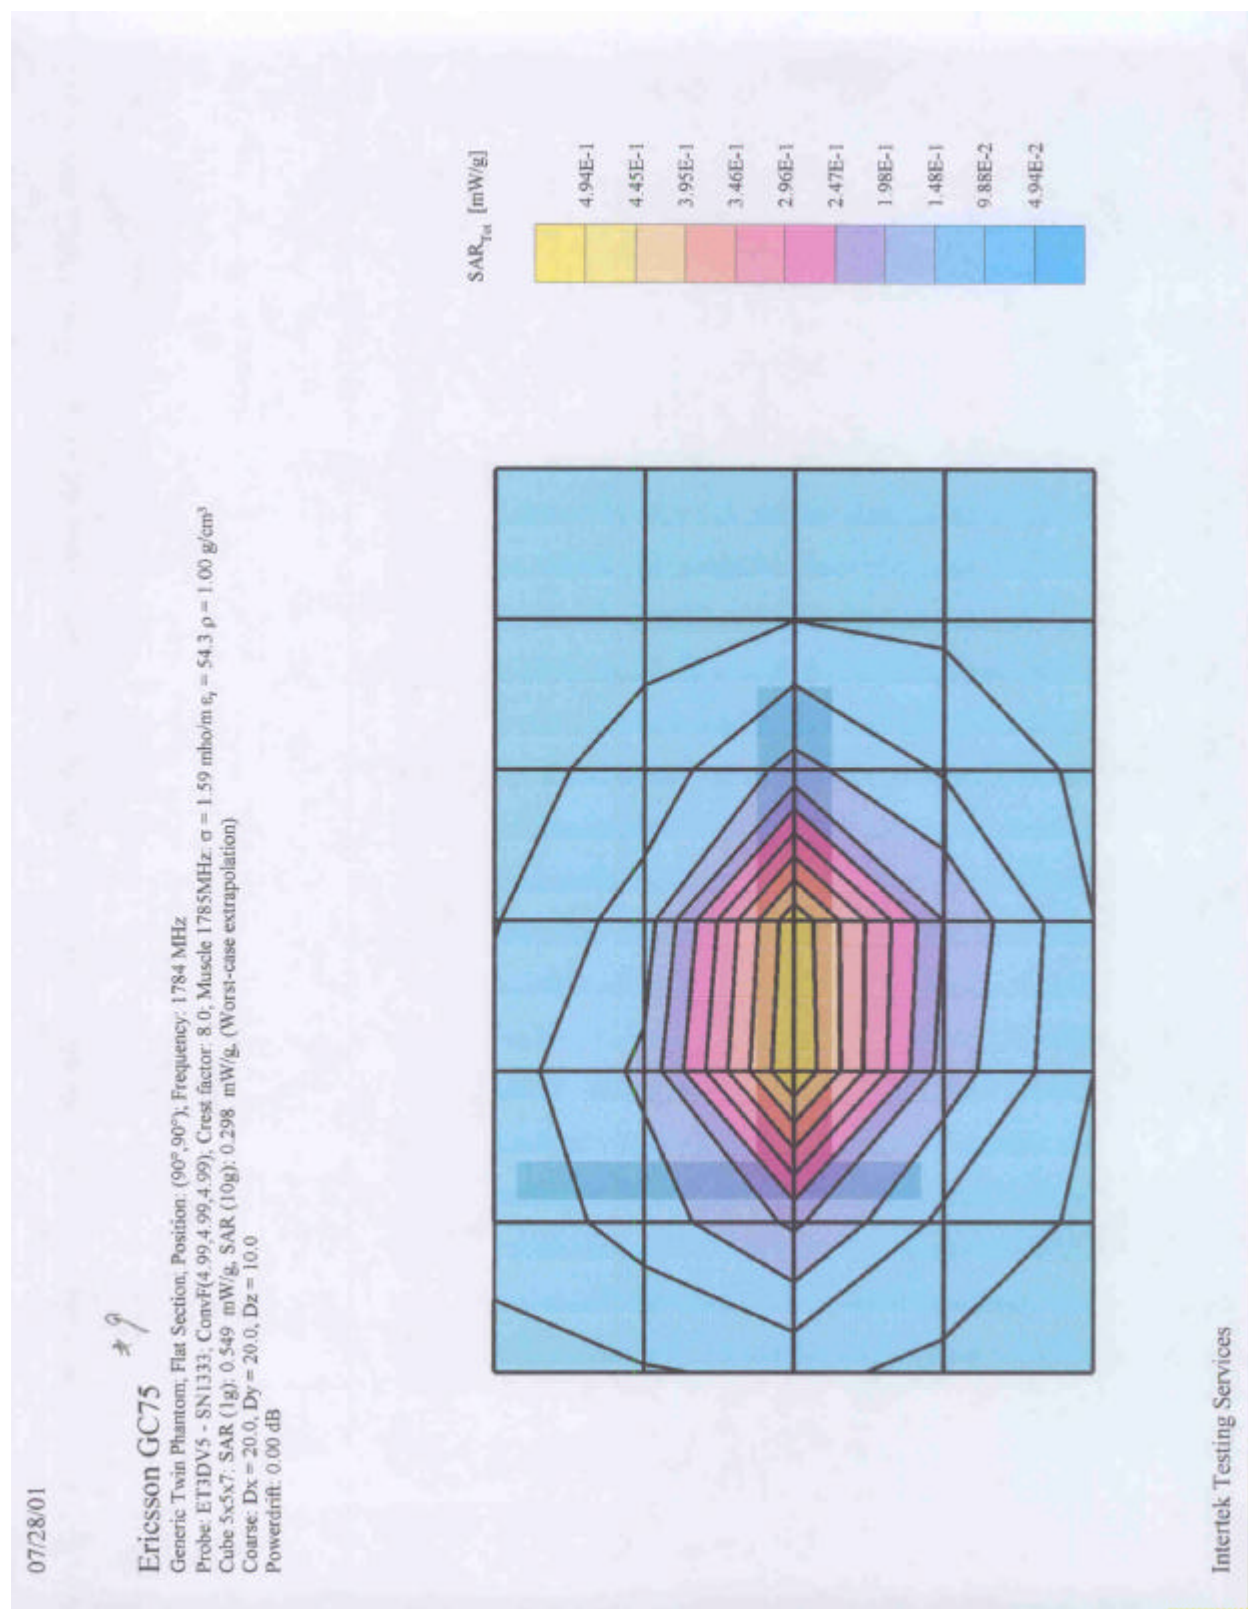 07/28/01
# 9
Ericsson GC75
Generic Twin Phantom; Flat Section; Position: (90°,90°); Frequency: 1784 MHz
Probe: ET3DV5 - SN1333; ConvF(4.99,4.99,4.99); Crest factor: 8.0; Muscle 1785MHz: σ = 1.59 mho/m εr = 54.3 ρ = 1.00 g/cm³
Cube 5x5x7: SAR (1g): 0.549 mW/g, SAR (10g): 0.298 mW/g, (Worst-case extrapolation)
Coarse: Dx = 20.0, Dy = 20.0, Dz = 10.0
Powerdrift: 0.00 dB
SARTot [mW/g]
4.94E-1
4.45E-1
3.95E-1
3.46E-1
2.96E-1
2.47E-1
1.98E-1
1.48E-1
9.88E-2
4.94E-2
Intertek Testing Services